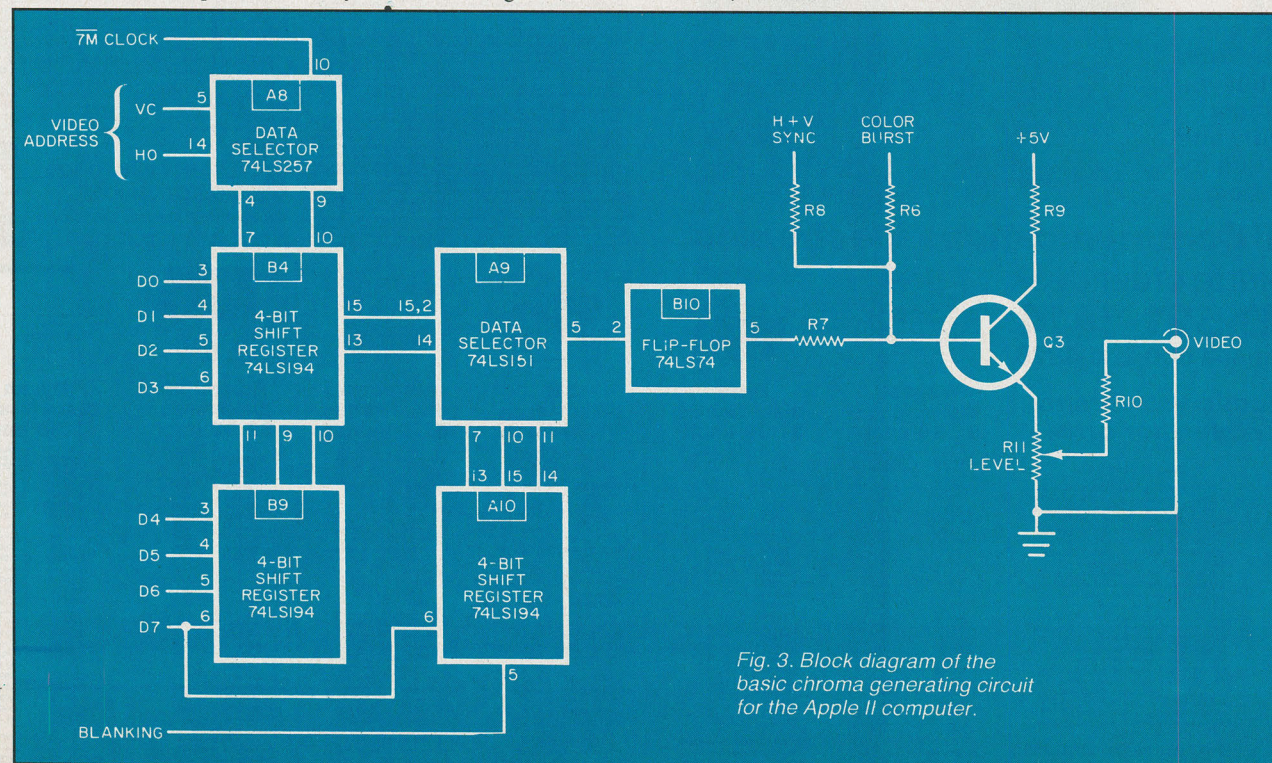 7M CLOCK
10
A8
5
VC
VIDEO
ADDRESS
14
H0
DATA
SELECTOR
74LS257
4
9
7
10
B4
D0
3
D1
4
D2
5
D3
6
4-BIT
SHIFT
REGISTER
74LS194
15
13
11
9
10
B9
D4
3
D5
4
D6
5
D7
6
4-BIT
SHIFT
REGISTER
74LS194
15,2
14
A9
DATA
SELECTOR
74LS151
5
7
10
11
13
15
14
A10
6
4-BIT
SHIFT
REGISTER
74LS194
5
BLANKING
2
B10
FLIP-FLOP
74LS74
5
R7
H+V
SYNC
R8
COLOR
BURST
R6
+5V
R9
Q3
R11
LEVEL
R10
VIDEO
Fig. 3. Block diagram of the
basic chroma generating circuit
for the Apple II computer.